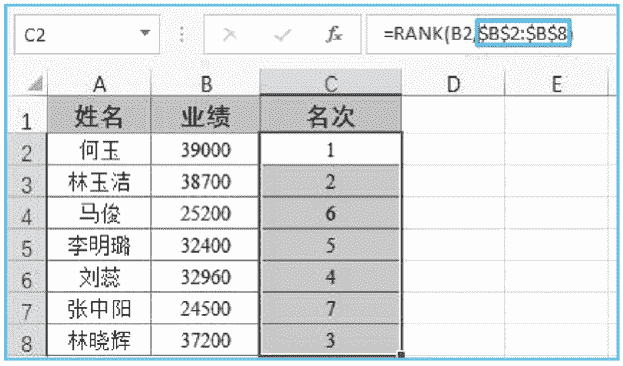 C2 fx =RANK(B2,$B$2:$B$8)
A B C D E
1 姓名 业绩 名次
2 何玉 39000 1
3 林玉洁 38700 2
4 马俊 25200 6
5 李明璐 32400 5
6 刘蕊 32960 4
7 张中阳 24500 7
8 林晓辉 37200 3